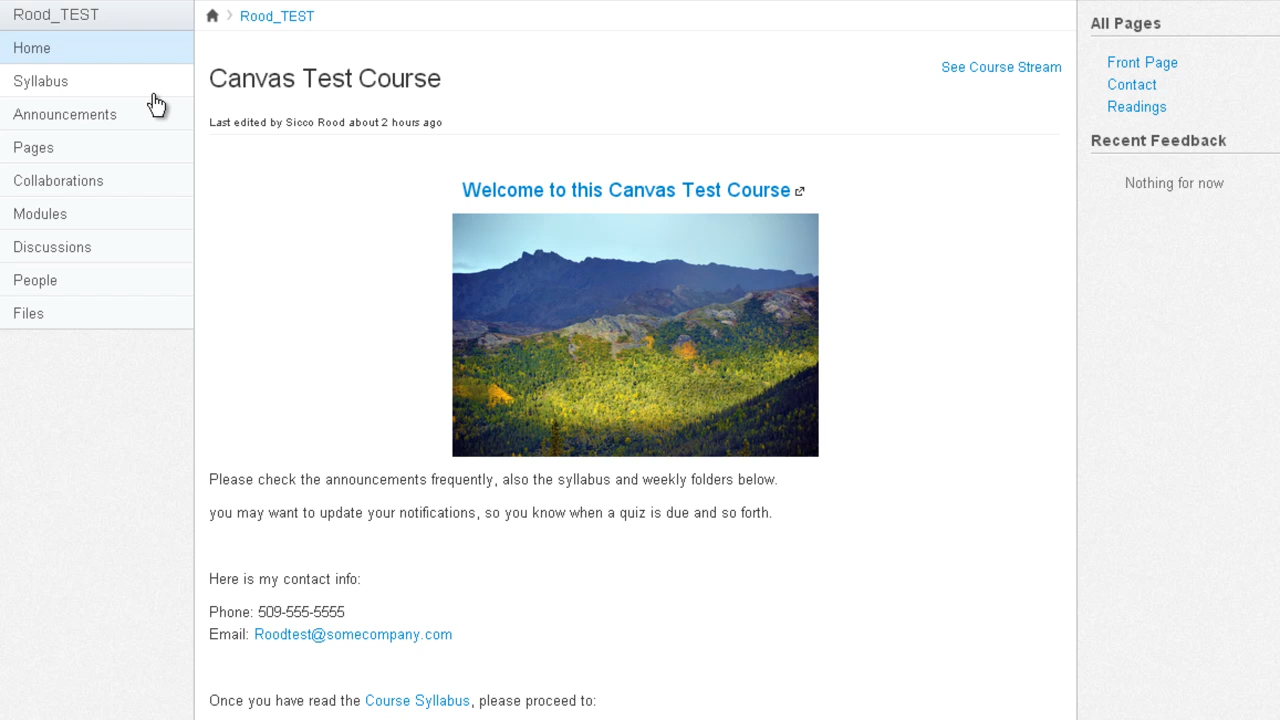 Rood_TEST
Home
Syllabus
Announcements
Pages
Collaborations
Modules
Discussions
People
Files
Rood_TEST
Canvas Test Course
See Course Stream
Last edited by Sicco Rood about 2 hours ago
Welcome to this Canvas Test Course
Please check the announcements frequently, also the syllabus and weekly folders below.
you may want to update your notifications, so you know when a quiz is due and so forth.
Here is my contact info:
Phone: 509-555-5555
Email: Roodtest@somecompany.com
Once you have read the Course Syllabus, please proceed to:
All Pages
Front Page
Contact
Readings
Recent Feedback
Nothing for now